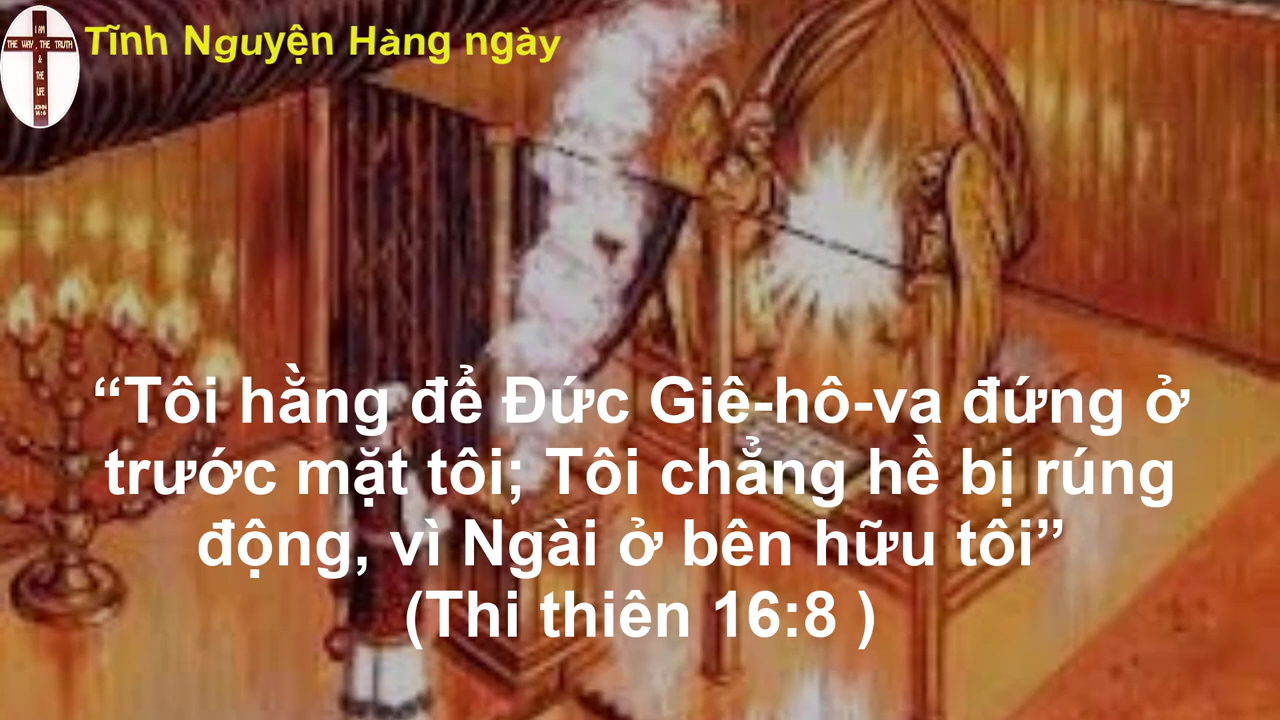 I AM
THE WAY, THE TRUTH
&
THE
LIFE
JOHN
14:6
Tĩnh Nguyện Hàng ngày
“Tôi hằng để Đức Giê-hô-va đứng ở
trước mặt tôi; Tôi chẳng hề bị rúng
động, vì Ngài ở bên hữu tôi”
(Thi thiên 16:8 )